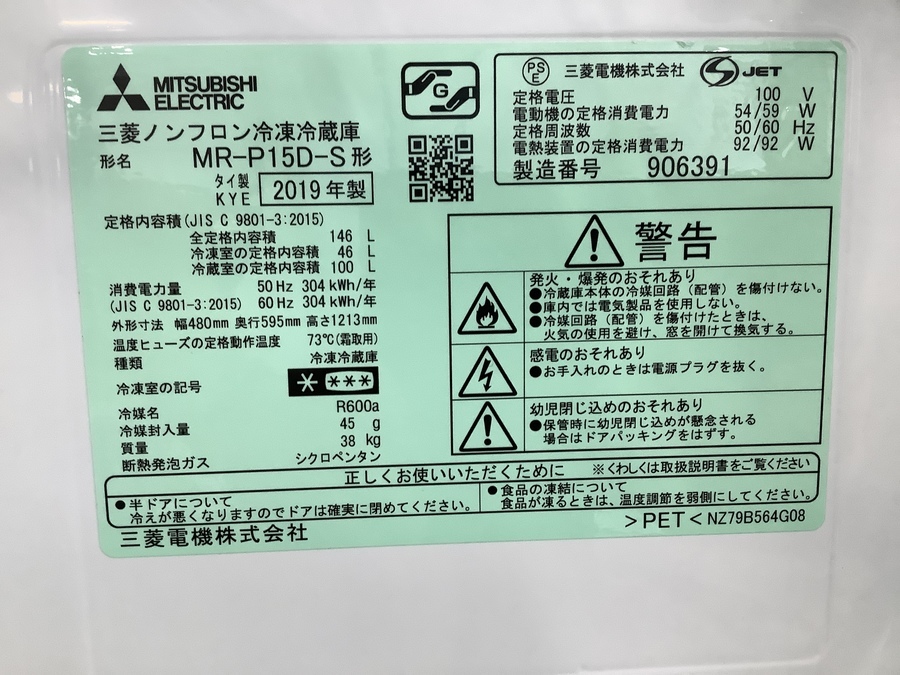 MITSUBISHI
ELECTRIC
G
三菱ノンフロン冷凍冷蔵庫
形名 MR-P15D-S形
タイ製
KYE 2019年製
定格内容積(JIS C 9801-3:2015)
全定格内容積 146 L
冷凍室の定格内容積 46 L
冷蔵室の定格内容積 100 L
消費電力量 50 Hz 304 kWh/年
(JIS C 9801-3:2015) 60 Hz 304 kWh/年
外形寸法 幅480mm 奥行595mm 高さ1213mm
温度ヒューズの定格動作温度 73℃(霜取用)
種類 冷凍冷蔵庫
冷凍室の記号 * ***
冷媒名 R600a
冷媒封入量 45 g
質量 38 kg
断熱発泡ガス シクロペンタン
PS
E 三菱電機株式会社 JET
定格電圧 100 V
電動機の定格消費電力 54/59 W
定格周波数 50/60 Hz
電熱装置の定格消費電力 92/92 W
製造番号 906391
警告
発火・爆発のおそれあり
●冷蔵庫本体の冷媒回路(配管)を傷付けない。
●庫内では電気製品を使用しない。
●冷媒回路(配管)を傷付けたときは、
火気の使用を避け、窓を開けて換気する。
感電のおそれあり
●お手入れのときは電源プラグを抜く。
幼児閉じ込めのおそれあり
●保管時に幼児閉じ込めが懸念される
場合はドアパッキングをはずす。
正しくお使いいただくために ※くわしくは取扱説明書をご覧ください
●半ドアについて
冷えが悪くなりますのでドアは確実に閉めてください。
●食品の凍結について
食品が凍るときは、温度調節を弱側にしてください。
三菱電機株式会社
>PET< NZ79B564G08